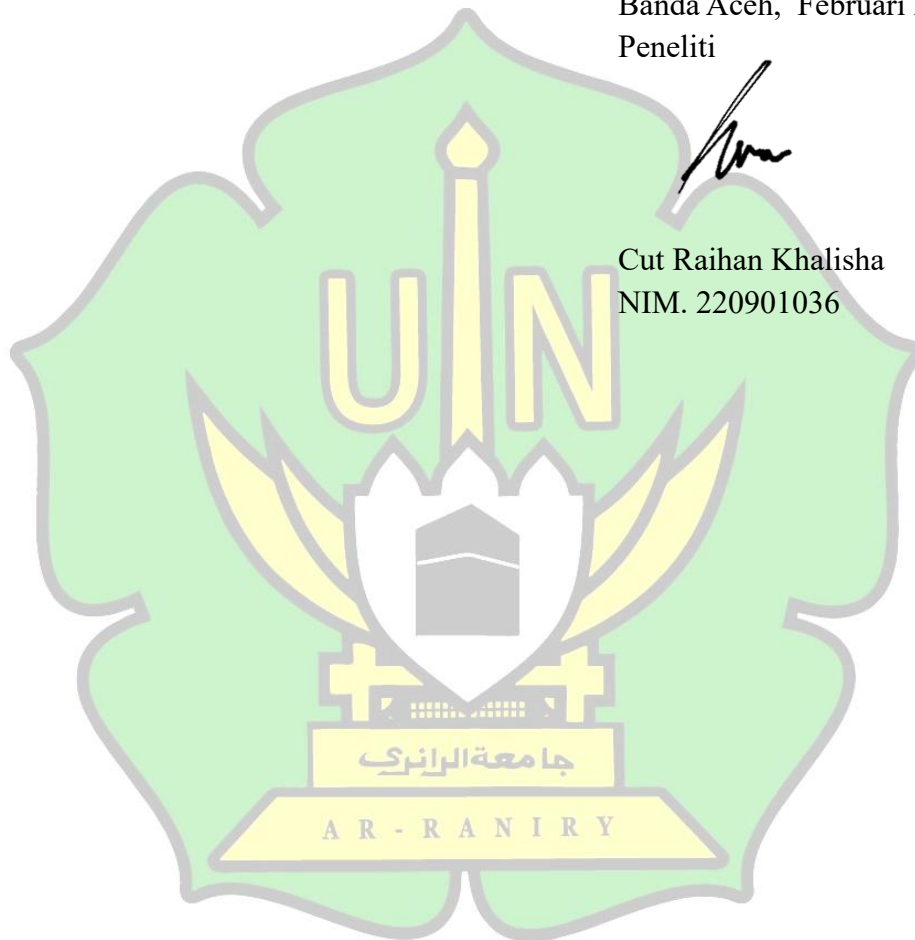 Banda Aceh, Februari
Peneliti
Cut Raihan Khalisha
NIM. 220901036
UIN
جامعة الرانري
AR-RANIRY